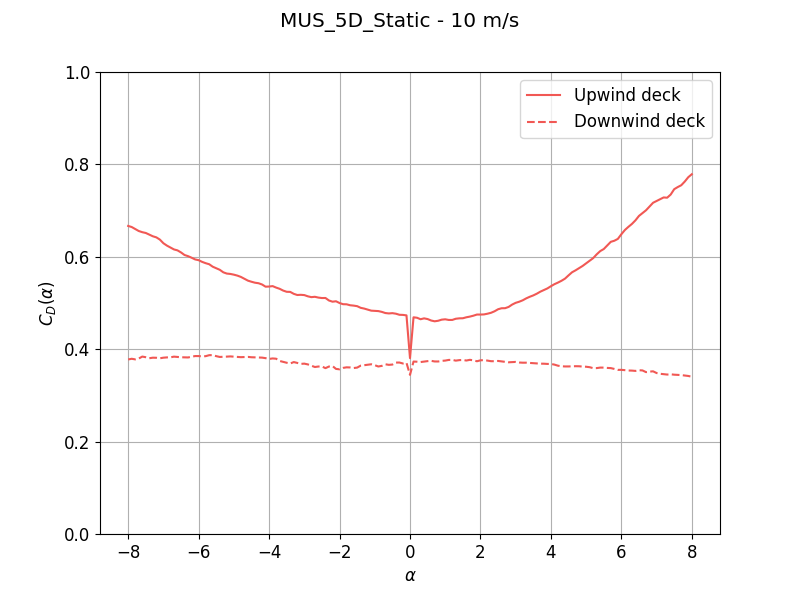 MUS_5D_Static - 10 m/s
Upwind deck
Downwind deck
1.0
0.8
0.6
0.4
0.2
0.0
C_D(α)
−8 −6 −4 −2 0 2 4 6 8
α